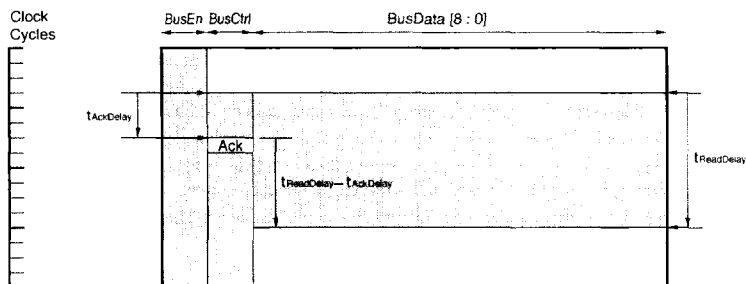 Clock
Cycles
BusEn BusCtrl BusData [8 : 0]
tAckDelay
Ack
tReadDelay – tAckDelay
tReadDelay